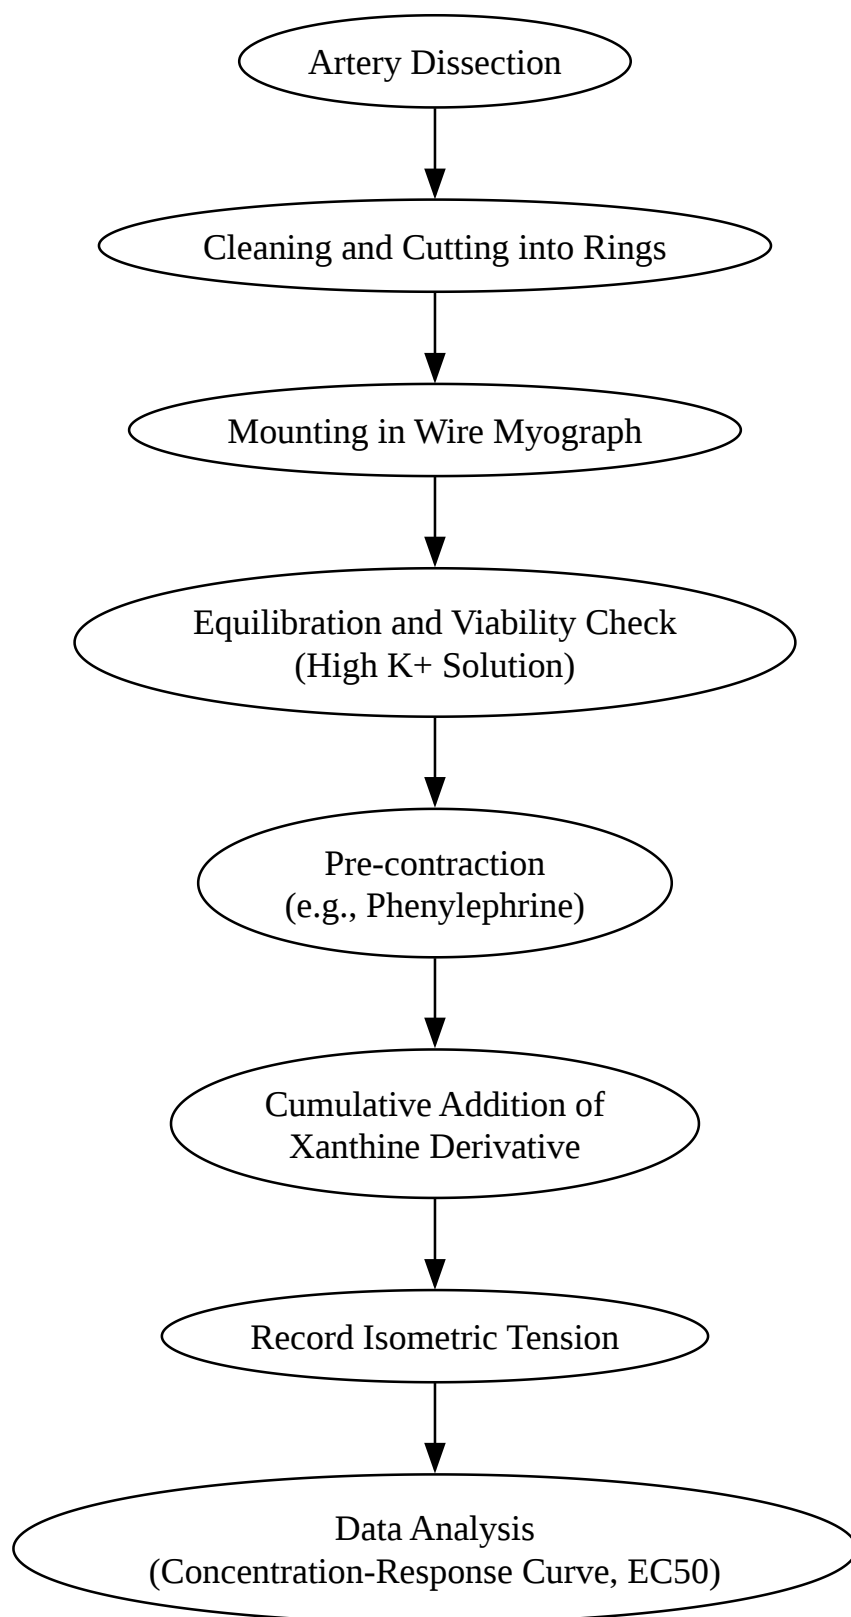 Artery Dissection
Cleaning and Cutting into Rings
Mounting in Wire Myograph
Equilibration and Viability Check
(High K+ Solution)
Pre-contraction
(e.g., Phenylephrine)
Cumulative Addition of
Xanthine Derivative
Record Isometric Tension
Data Analysis
(Concentration-Response Curve, EC50)